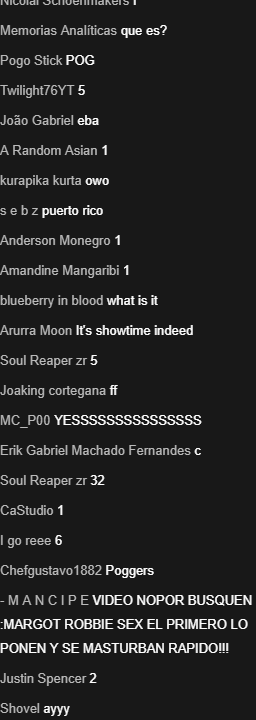 Nicolai Schoenmakers r
Memorias Analíticas que es?
Pogo Stick POG
Twilight76YT 5
João Gabriel eba
A Random Asian 1
kurapika kurta owo
s e b z puerto rico
Anderson Monegro 1
Amandine Mangaribi 1
blueberry in blood what is it
Arurra Moon It's showtime indeed
Soul Reaper zr 5
Joaking cortegana ff
MC_P00 YESSSSSSSSSSSSSSS
Erik Gabriel Machado Fernandes c
Soul Reaper zr 32
CaStudio 1
I go reee 6
Chefgustavo1882 Poggers
- M A N C I P E VIDEO NOPOR BUSQUEN
:MARGOT ROBBIE SEX EL PRIMERO LO
PONEN Y SE MASTURBAN RAPIDO!!!
Justin Spencer 2
Shovel ayyy